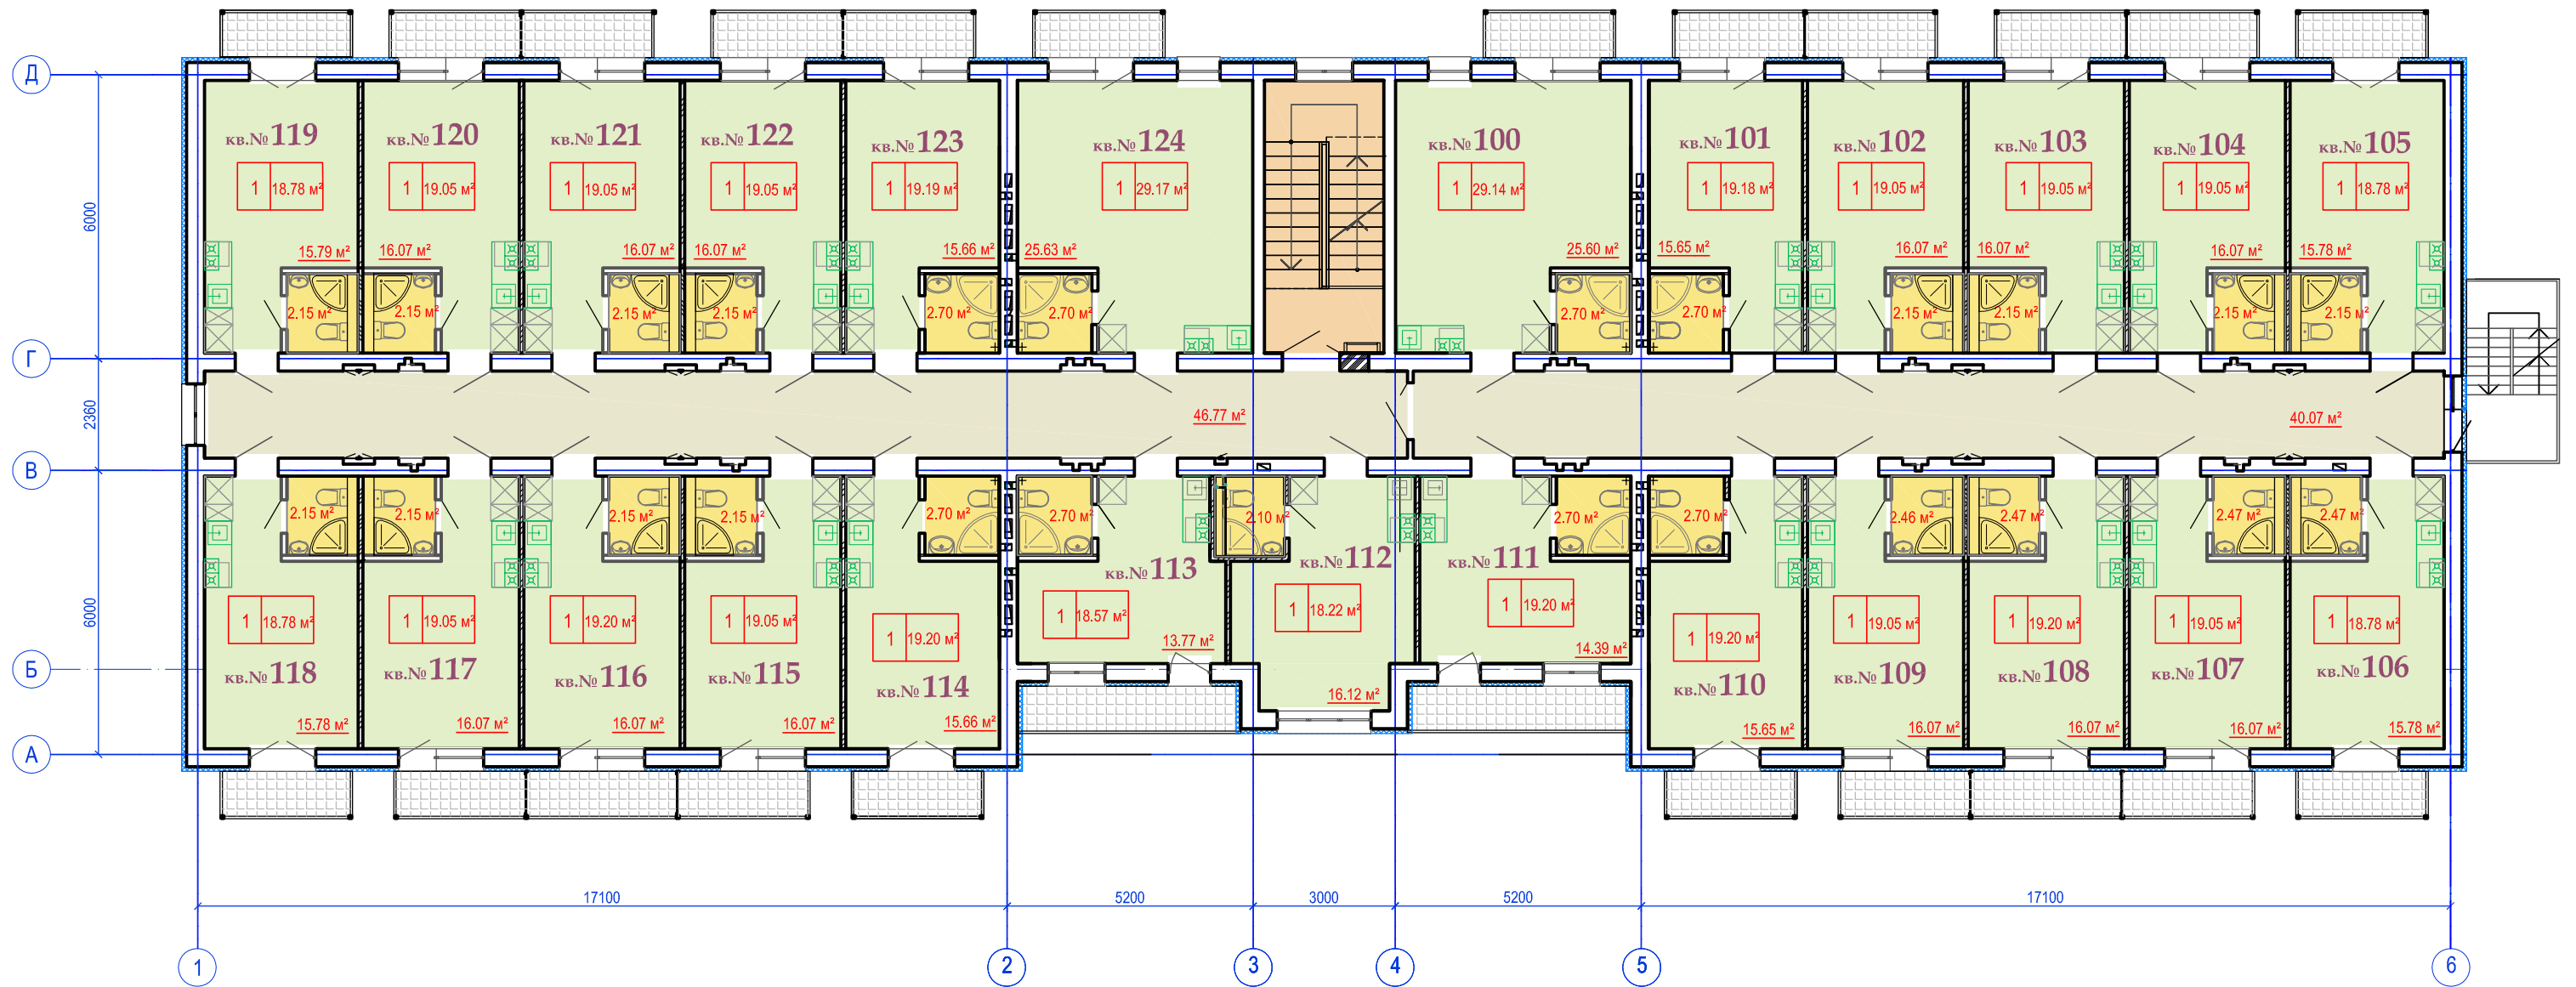 Д
кв.№119
кв.№120
кв.№121
кв.№122
кв.№123
кв.№124
кв.№100
кв.№101
кв.№102
кв.№103
кв.№104
кв.№105
1 18.78 м²
1 19.05 м²
1 19.05 м²
1 19.05 м²
1 19.19 м²
1 29.17 м²
1 29.14 м²
1 19.18 м²
1 19.05 м²
1 19.05 м²
1 19.05 м²
1 18.78 м²
6000
15.79 м²
16.07 м²
16.07 м²
16.07 м²
15.66 м²
25.63 м²
25.60 м²
15.65 м²
16.07 м²
16.07 м²
16.07 м²
15.78 м²
2.15 м²
2.15 м²
2.15 м²
2.15 м²
2.70 м²
2.70 м²
2.70 м²
2.70 м²
2.15 м²
2.15 м²
2.15 м²
2.15 м²
Г
2360
46.77 м²
40.07 м²
В
2.15 м²
2.15 м²
2.15 м²
2.15 м²
2.70 м²
2.70 м²
2.10 м²
2.70 м²
2.70 м²
2.46 м²
2.47 м²
2.47 м²
2.47 м²
кв.№113
кв.№112
кв.№111
6000
1 18.78 м²
1 19.05 м²
1 19.20 м²
1 19.05 м²
1 19.20 м²
1 18.57 м²
1 18.22 м²
1 19.20 м²
1 19.20 м²
1 19.05 м²
1 19.20 м²
1 19.05 м²
1 18.78 м²
13.77 м²
14.39 м²
Б
кв.№118
кв.№117
кв.№116
кв.№115
кв.№114
кв.№110
кв.№109
кв.№108
кв.№107
кв.№106
16.12 м²
15.78 м²
16.07 м²
16.07 м²
16.07 м²
15.66 м²
15.65 м²
16.07 м²
16.07 м²
16.07 м²
15.78 м²
А
17100
5200
3000
5200
17100
1
2
3
4
5
6